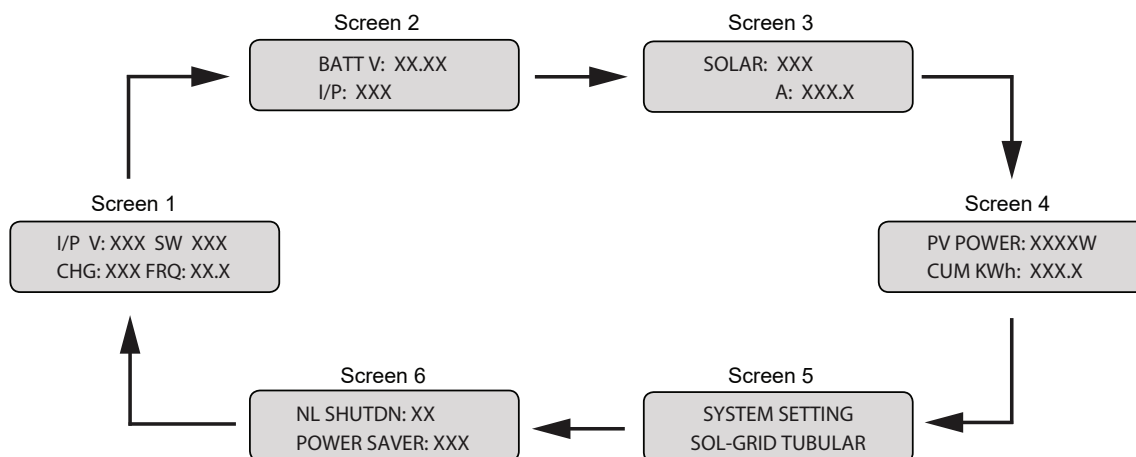 Screen 2
BATT V: XX.XX
I/P: XXX
Screen 3
SOLAR: XXX
A: XXX.X
Screen 1
I/P V: XXX SW XXX
CHG: XXX FRQ: XX.X
Screen 4
PV POWER: XXXXW
CUM KWh: XXX.X
Screen 6
NL SHUTDN: XX
POWER SAVER: XXX
Screen 5
SYSTEM SETTING
SOL-GRID TUBULAR